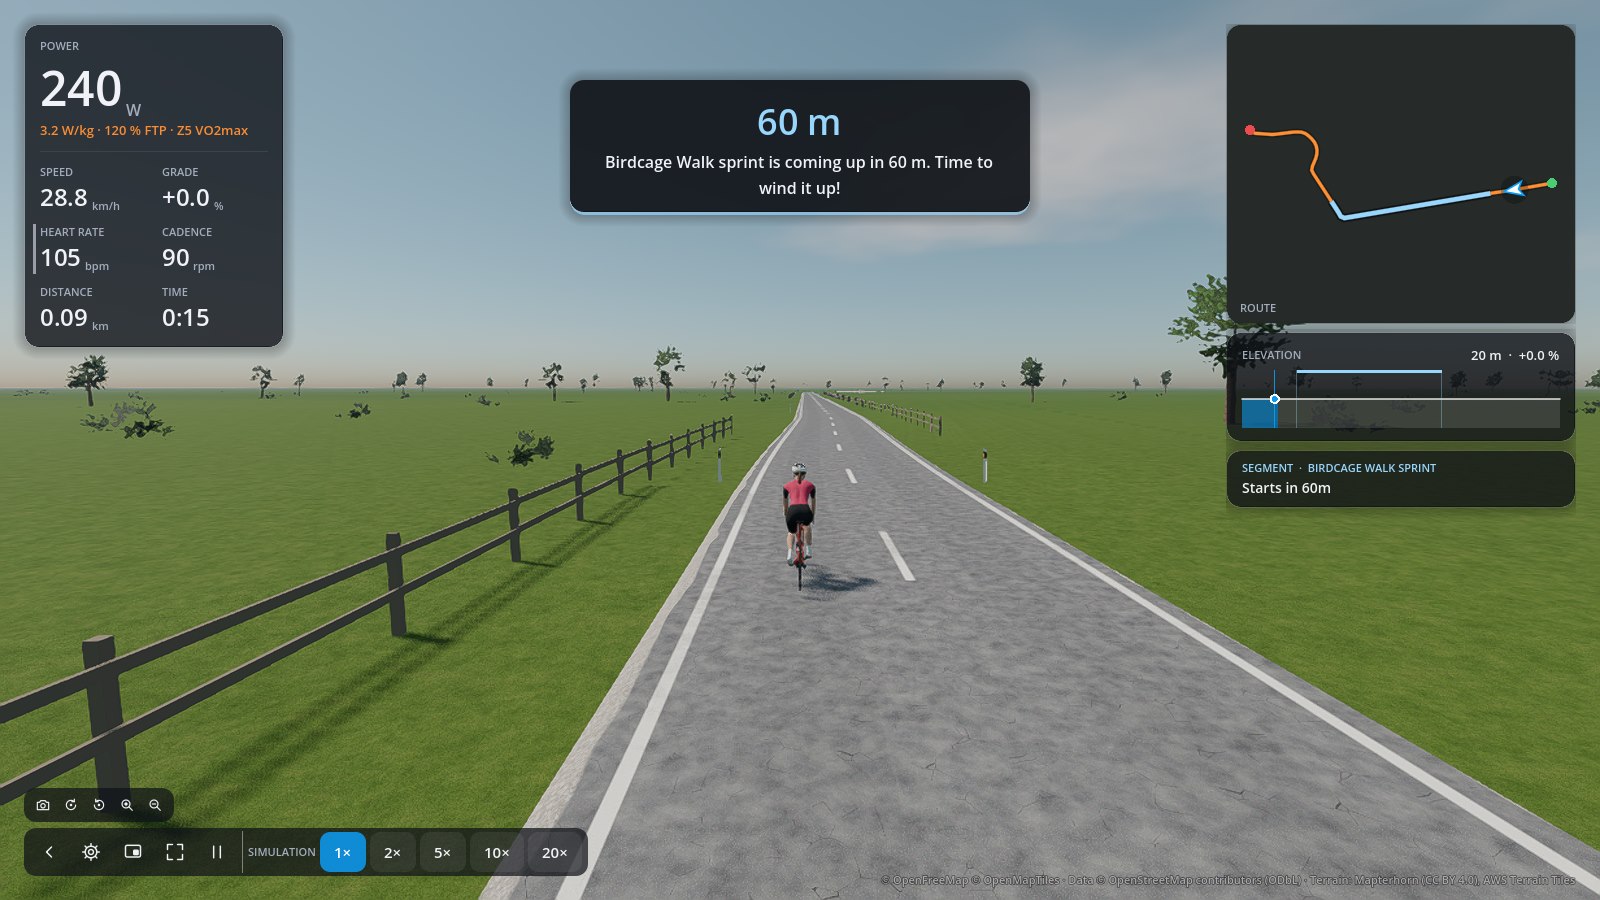 POWER
240 W
3.2 W/kg · 120 % FTP · Z5 VO2max
SPEED
28.8 km/h
GRADE
+0.0 %
HEART RATE
105 bpm
CADENCE
90 rpm
DISTANCE
0.09 km
TIME
0:15
60 m
Birdcage Walk sprint is coming up in 60 m. Time to
wind it up!
ROUTE
ELEVATION
20 m · +0.0 %
SEGMENT · BIRDCAGE WALK SPRINT
Starts in 60m
SIMULATION 1× 2× 5× 10× 20×
© OpenFreeMap © OpenMapTiles · Data © OpenStreetMap contributors (ODbL) · Terrain: Mapterhorn (CC BY 4.0), AWS Terrain Tiles